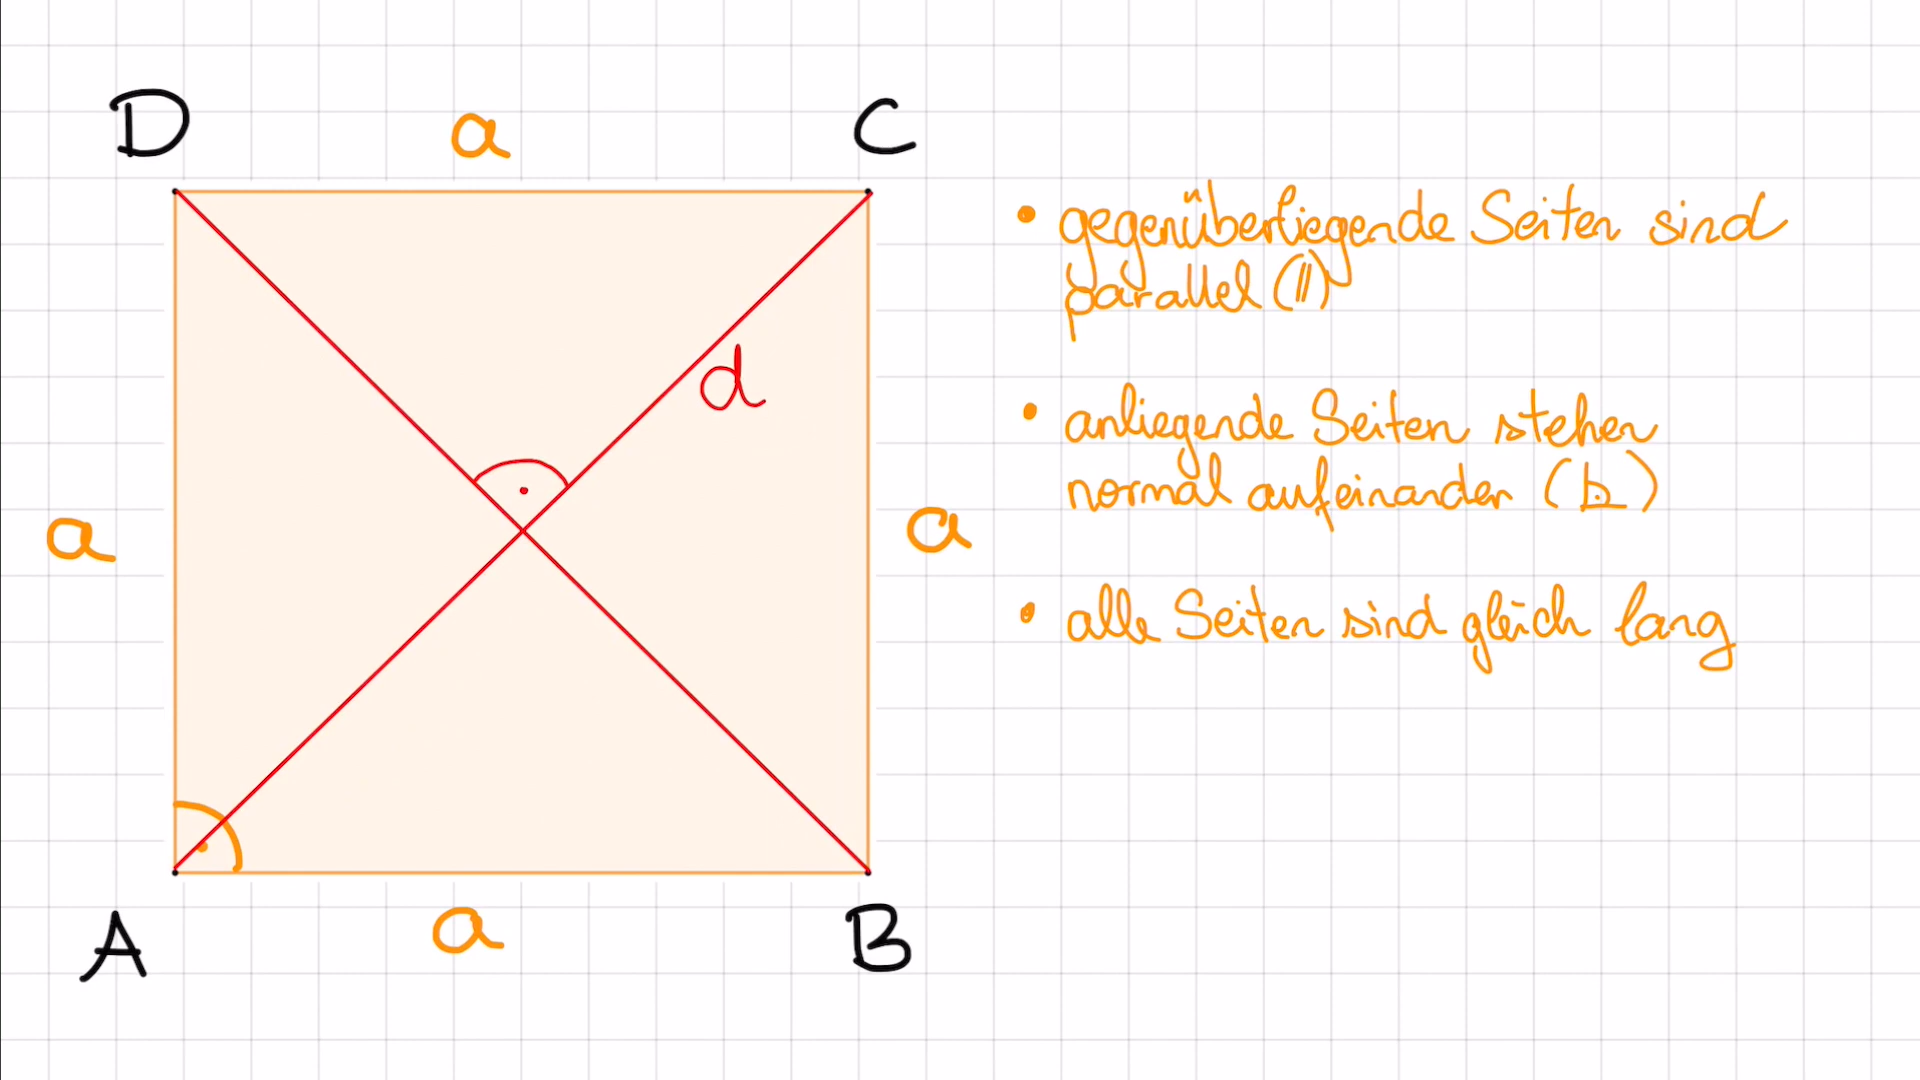 D a C
• gegenüberliegende Seiten sind
parallel (||)
d
• anliegende Seiten stehen
normal aufeinander (⊾)
a a
• alle Seiten sind gleich lang
A a B